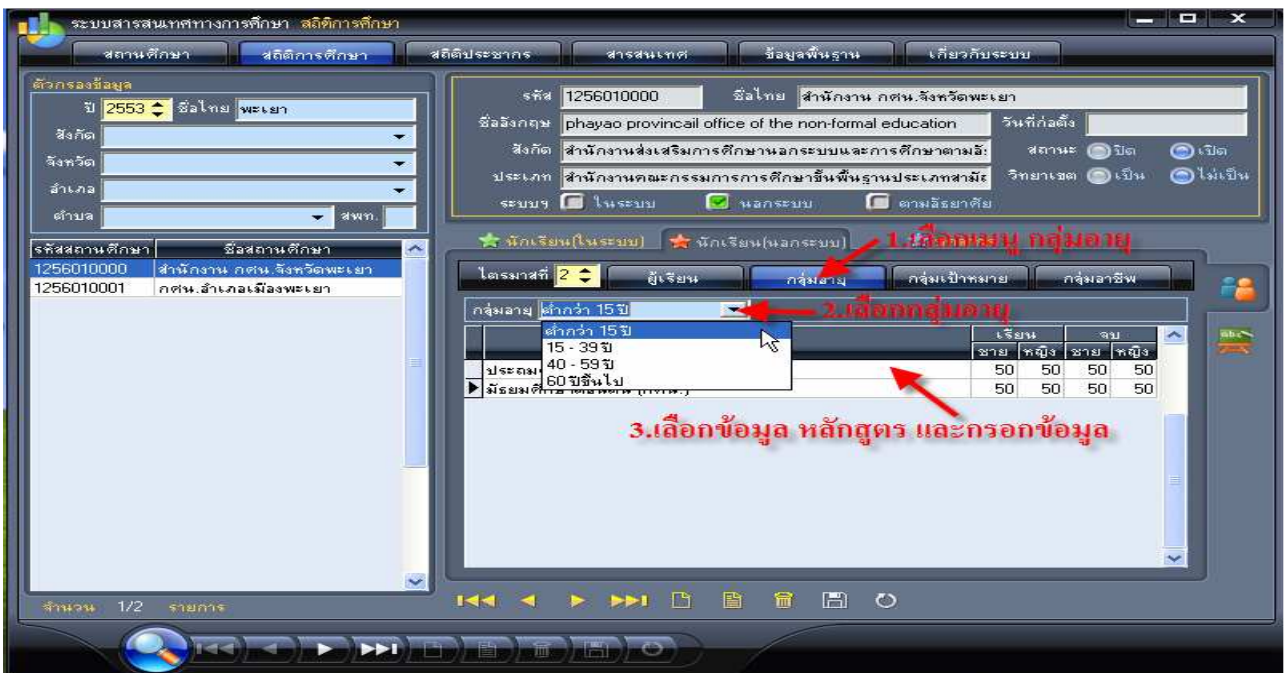 ระบบสารสนเทศทางการศึกษา สถิติการศึกษา
สถานศึกษา สถิติการศึกษา สถิติประชากร สารสนเทศ ข้อมูลพื้นฐาน เกี่ยวกับระบบ
ตัวกรองข้อมูล
ปี 2553 ชื่อไทย พะเยา
สังกัด
จังหวัด
อำเภอ
ตำบล สพท.
รหัสสถานศึกษา ชื่อสถานศึกษา
1256010000 สำนักงาน กศน.จังหวัดพะเยา
1256010001 กศน.อำเภอเมืองพะเยา
จำนวน 1/2 รายการ
รหัส 1256010000 ชื่อไทย สำนักงาน กศน.จังหวัดพะเยา
ชื่ออังกฤษ phayao provincail office of the non-formal education วันที่ก่อตั้ง
สังกัด สำนักงานส่งเสริมการศึกษานอกระบบและการศึกษาตามอั สถานะ ปิด เปิด
ประเภท สำนักงานคณะกรรมการการศึกษาขั้นพื้นฐานประเภทสามั วิทยาเขต เป็น ไม่เป็น
ระบบฯ ในระบบ นอกระบบ ตามอัธยาศัย
นักเรียน(ในระบบ) นักเรียน(นอกระบบ)
1.เลือกเมนู กลุ่มอายุ
ไตรมาสที่ 2 ผู้เรียน กลุ่มอายุ กลุ่มเป้าหมาย กลุ่มอาชีพ
กลุ่มอายุ ต่ำกว่า 15 ปี
2.เลือกกลุ่มอายุ
ต่ำกว่า 15 ปี
15 - 39 ปี
40 - 59 ปี
60 ปีขึ้นไป
เรียน จบ
ชาย หญิง ชาย หญิง
ประถม 50 50 50 50
50 50 50 50
3.เลือกข้อมูล หลักสูตร และกรอกข้อมูล